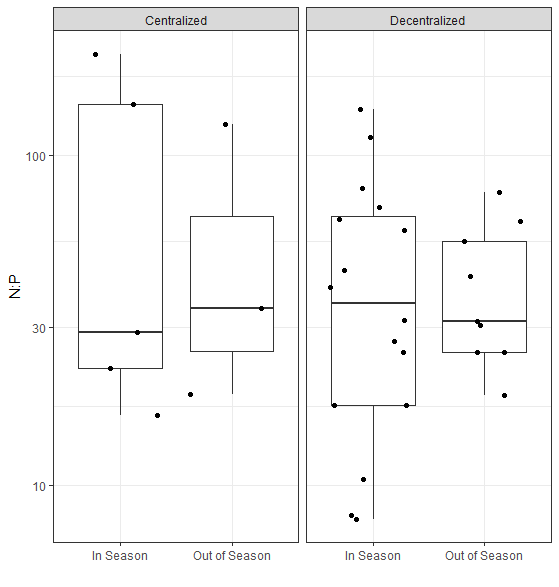 Centralized
Decentralized
N:P
100
30
10
In Season
Out of Season
In Season
Out of Season